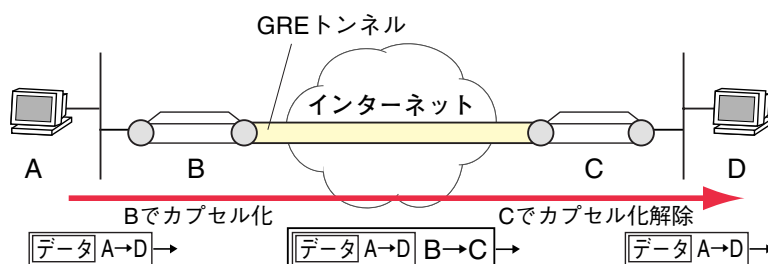 GREトンネル
インターネット
A
B
C
D
Bでカプセル化
Cでカプセル化解除
データ A→D→
データ A→D B→C→
データ A→D→